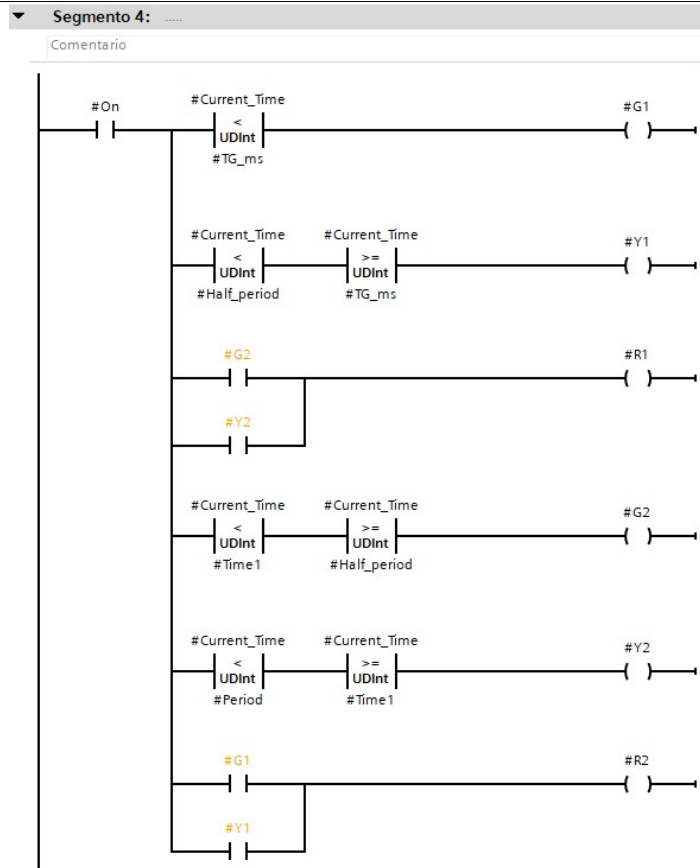 Segmento 4: .....
Comentario
#On
#Current_Time
<
UDInt
#TG_ms
#G1
#Current_Time
<
UDInt
#Half_period
#Current_Time
>=
UDInt
#TG_ms
#Y1
#G2
#R1
#Y2
#Current_Time
<
UDInt
#Time1
#Current_Time
>=
UDInt
#Half_period
#G2
#Current_Time
<
UDInt
#Period
#Current_Time
>=
UDInt
#Time1
#Y2
#G1
#R2
#Y1